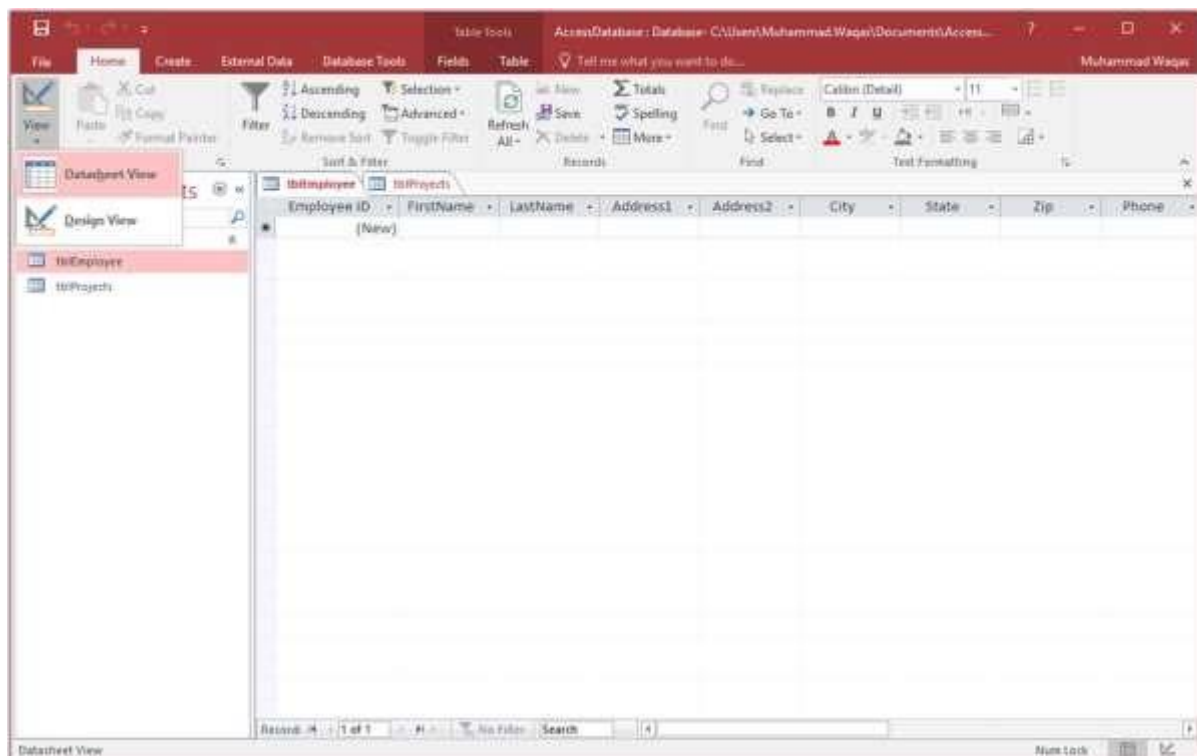 Table Tools AccessDatabase : Database- C:\Users\Muhammad.Waqas\Documents\Access... ?
File Home Create External Data Database Tools Fields Table Tell me what you want to do... Muhammad Waqas
View Paste Cut Copy Format Painter
Filter Ascending Descending Remove Sort Selection Advanced Toggle Filter
Refresh All New Save Delete Totals Spelling More
Find Replace Go To Select
Calibri (Detail) 11
B I U A
Sort & Filter Records Find Text Formatting
Datasheet View
Design View
ts
tblEmployee tblProjects
Employee ID FirstName LastName Address1 Address2 City State Zip Phone
(New)
tblEmployee
tblProjects
Record: 1 of 1 No Filter Search
Datasheet View Num Lock